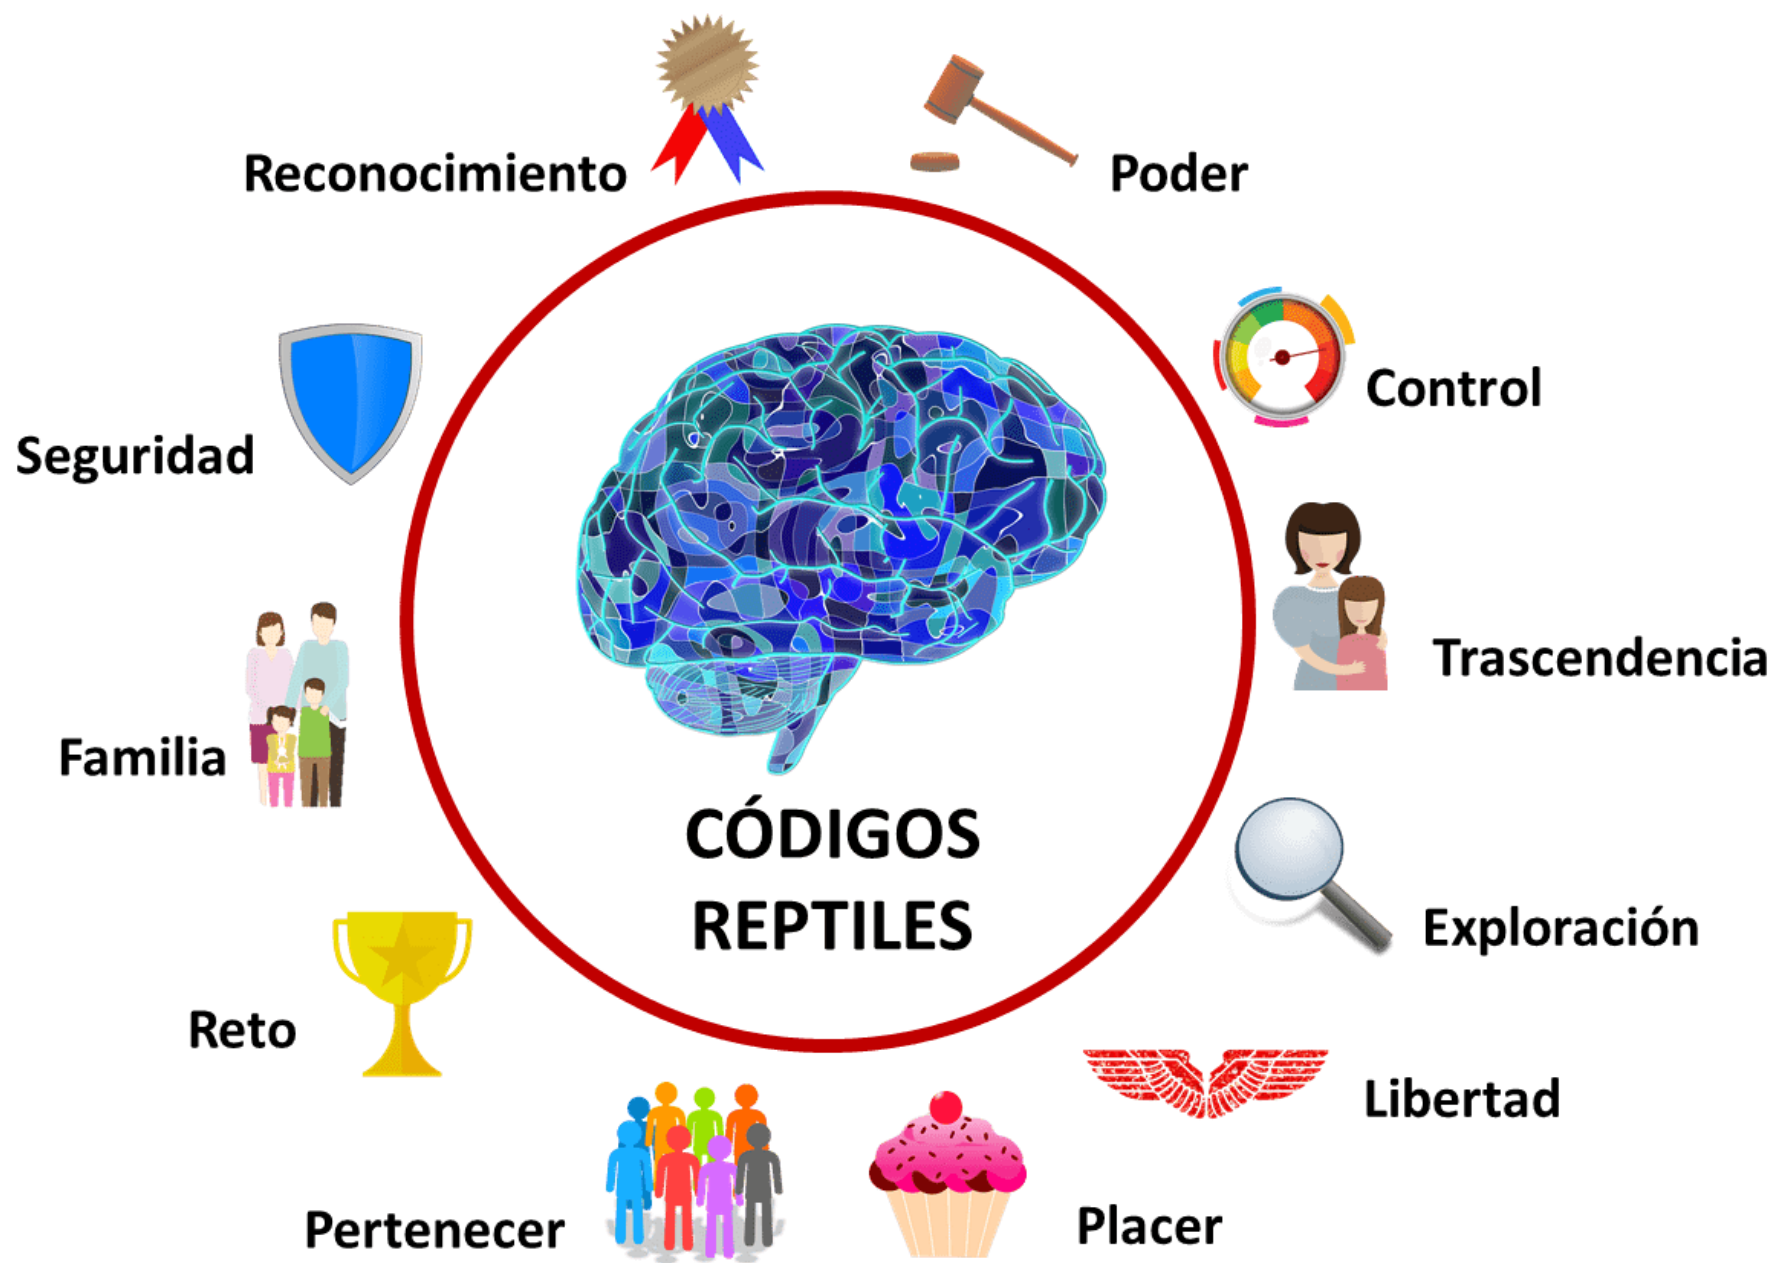 Reconocimiento
Poder
Control
Seguridad
Trascendencia
Familia
CÓDIGOS
REPTILES
Exploración
Reto
Libertad
Pertenecer
Placer